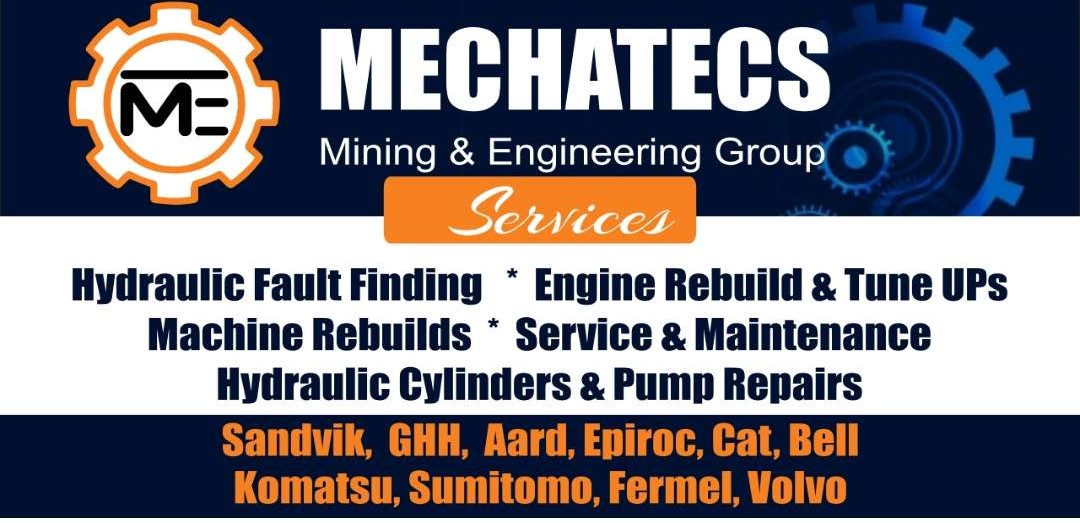 ME
MECHATECS
Mining & Engineering Group
Services
Hydraulic Fault Finding * Engine Rebuild & Tune UPs
Machine Rebuilds * Service & Maintenance
Hydraulic Cylinders & Pump Repairs
Sandvik, GHH, Aard, Epiroc, Cat, Bell
Komatsu, Sumitomo, Fermel, Volvo